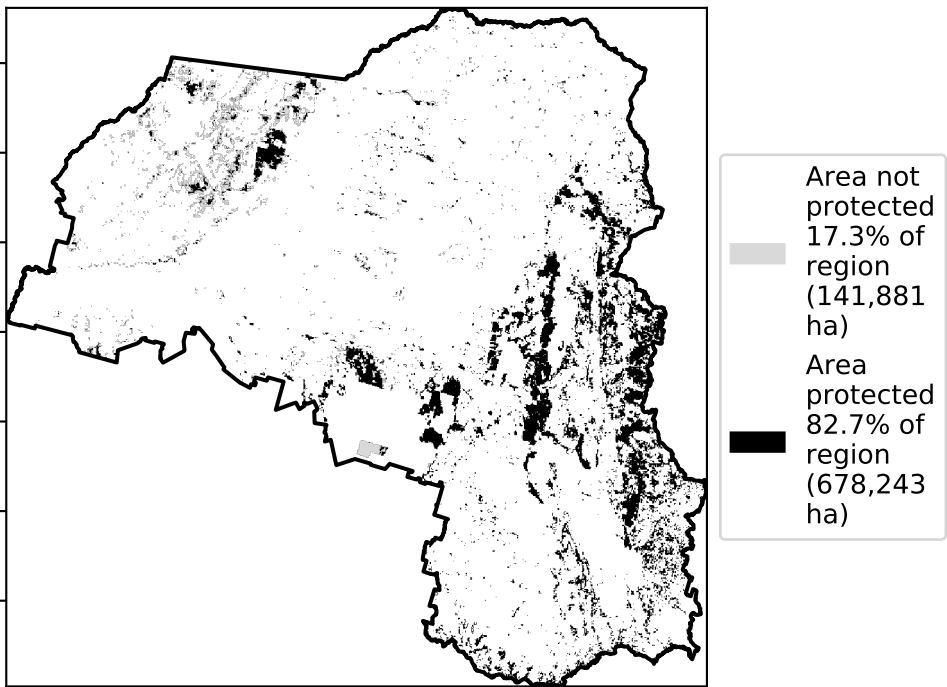 Area not
protected
17.3% of
region
(141,881
ha)
Area
protected
82.7% of
region
(678,243
ha)